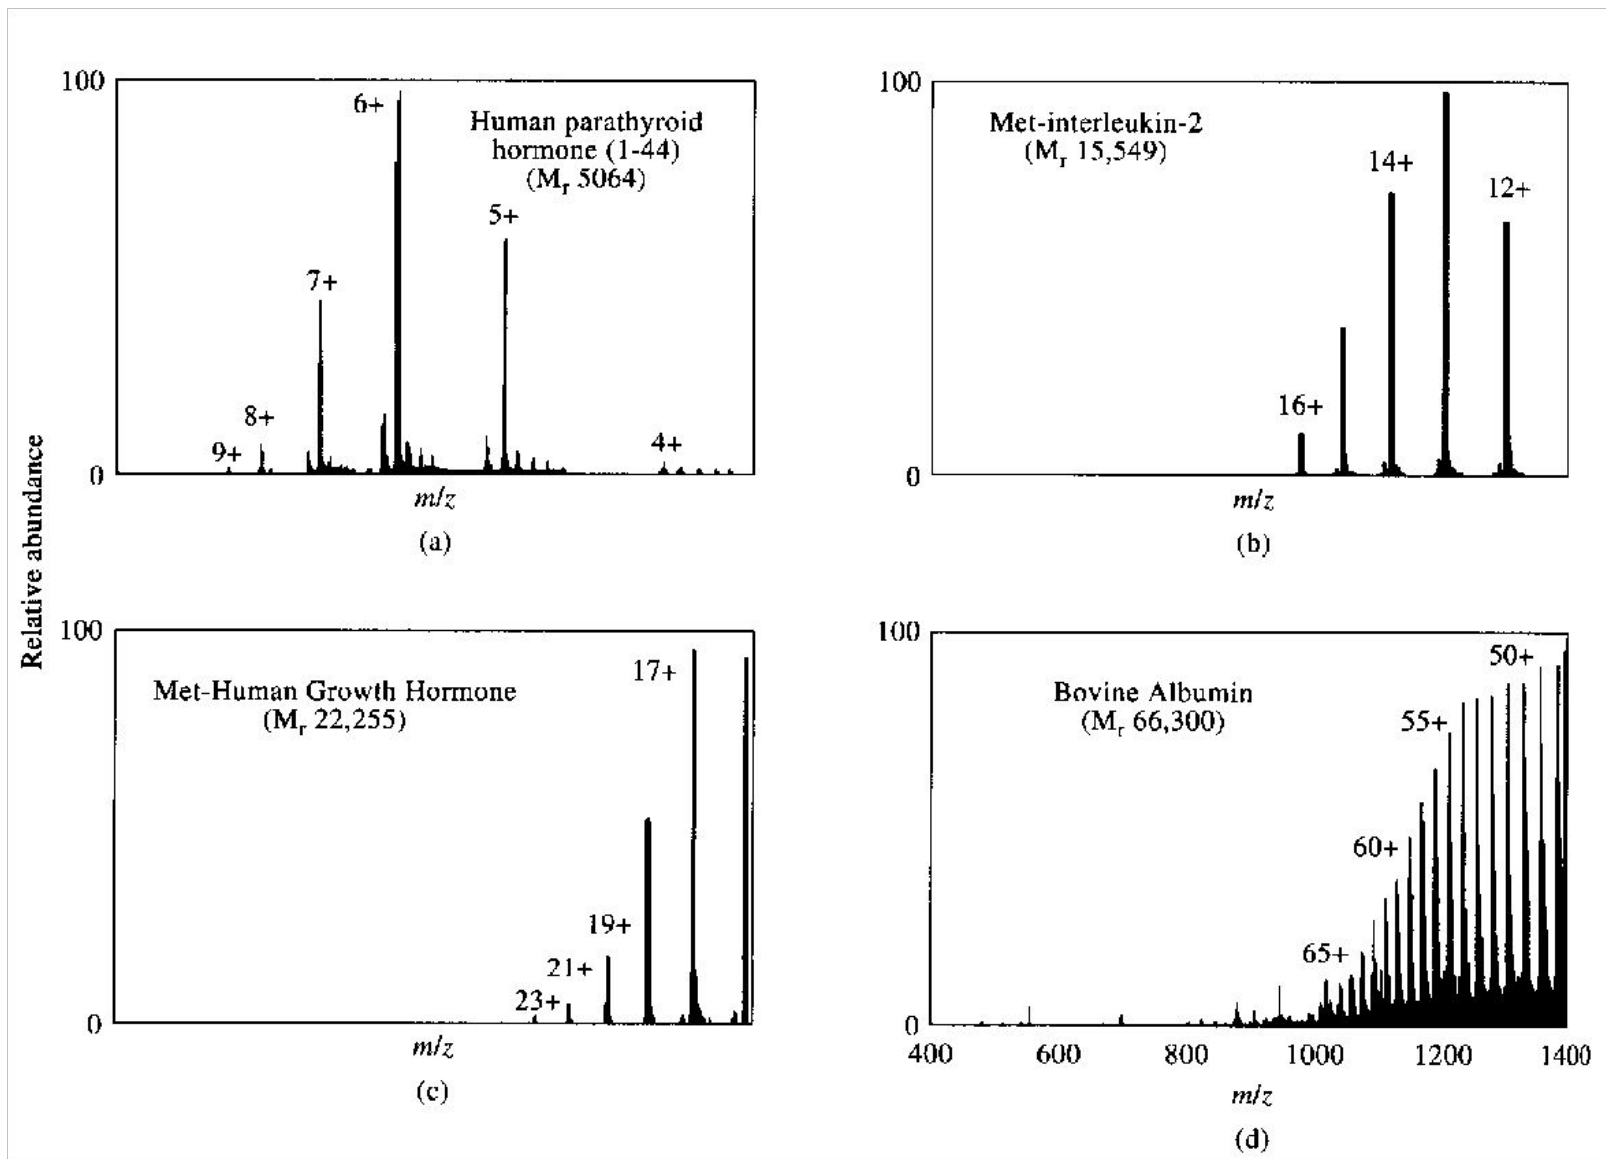 Relative abundance
100
0
6+
Human parathyroid
hormone (1-44)
(Mr 5064)
5+
7+
8+
9+
4+
m/z
(a)
100
0
Met-interleukin-2
(Mr 15,549)
14+
12+
16+
m/z
(b)
100
0
17+
Met-Human Growth Hormone
(Mr 22,255)
19+
21+
23+
m/z
(c)
100
0
50+
Bovine Albumin
(Mr 66,300)
55+
60+
65+
400 600 800 1000 1200 1400
m/z
(d)